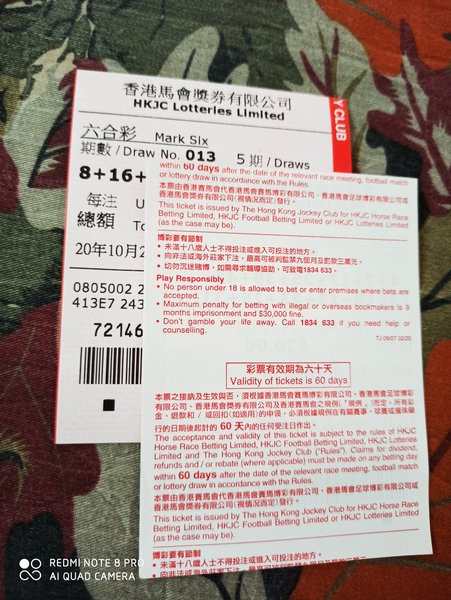 香港馬會獎券有限公司
HKJC Lotteries Limited
Y CLUB
六合彩 Mark Six
期數 / Draw No. 013 5 期 / Draws
8+16+
每注 U
總額 To
20年10月2
0805002 2
413E7 243
72146
within 60 days after the date of the relevant race meeting, football match
or lottery draw in accordance with the Rules.
本票由香港賽馬會代香港馬會賽馬博彩有限公司、香港馬會足球博彩有限公司或
香港馬會獎券有限公司(視情況而定)發行。
This ticket is issued by The Hong Kong Jockey Club for HKJC Horse Race
Betting Limited, HKJC Football Betting Limited or HKJC Lotteries Limited
(as the case may be).
博彩要有節制
• 未滿十八歲人士不得投注或進入可投注的地方。
• 向非法或海外莊家下注，最高可被判監禁九個月及罰款三萬元。
• 切勿沉迷賭博，如需尋求輔導協助，可致電1834 633。
Play Responsibly
• No person under 18 is allowed to bet or enter premises where bets are
accepted.
• Maximum penalty for betting with illegal or overseas bookmakers is 9
months imprisonment and $30,000 fine.
• Don't gamble your life away. Call 1834 633 if you need help or
counselling.
彩票有效期為六十天
Validity of tickets is 60 days
本票之接納及生效與否，須根據香港馬會賽馬博彩有限公司、香港馬會足球博彩有
限公司、香港馬會獎券有限公司及香港賽馬會之規例(「規例」)而定。所有彩
金、退款和 / 或回扣(如適用)的申領，必須根據規例在有關賽事、球賽或攪珠舉
行的日期後起計的 60 天內的任何受注日作出。
The acceptance and validity of this ticket is subject to the rules of HKJC
Horse Race Betting Limited, HKJC Football Betting Limited, HKJC Lotteries
Limited and The Hong Kong Jockey Club ("Rules"). Claims for dividend,
refunds and / or rebate (where applicable) must be made on any betting day
within 60 days after the date of the relevant race meeting, football match
or lottery draw in accordance with the Rules.
本票由香港賽馬會代香港馬會賽馬博彩有限公司、香港馬會足球博彩有限公司或
香港馬會獎券有限公司(視情況而定)發行。
This ticket is issued by The Hong Kong Jockey Club for HKJC Horse Race
Betting Limited, HKJC Football Betting Limited or HKJC Lotteries Limited
(as the case may be).
博彩要有節制
• 未滿十八歲人士不得投注或進入可投注的地方。
REDMI NOTE 8 PRO
AI QUAD CAMERA